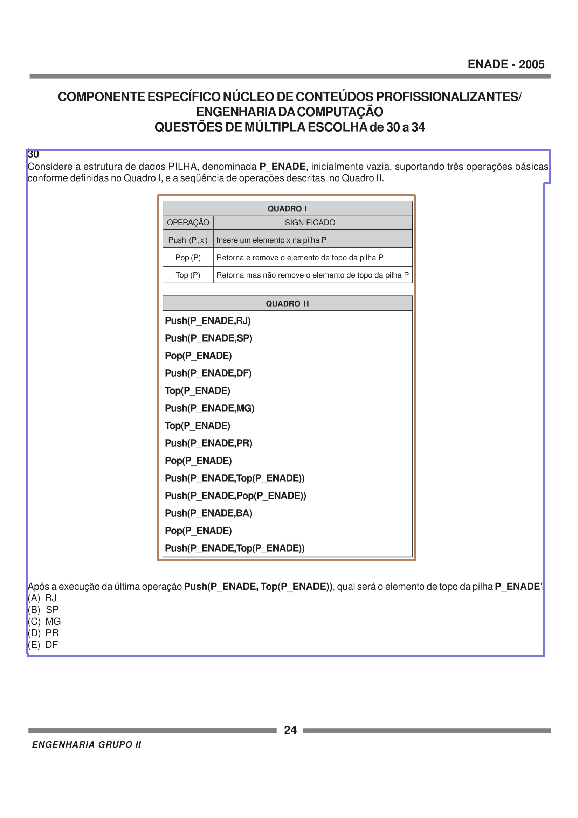 ENADE - 2005
COMPONENTE ESPECÍFICO NÚCLEO DE CONTEÚDOS PROFISSIONALIZANTES/
ENGENHARIA DA COMPUTAÇÃO
QUESTÕES DE MÚLTIPLA ESCOLHA de 30 a 34
30
Considere a estrutura de dados PILHA, denominada P_ENADE, inicialmente vazia, suportando três operações básicas
conforme definidas no Quadro I, e a seqüência de operações descritas no Quadro II.
QUADRO I
OPERAÇÃO SIGNIFICADO
Push (P,x) Insere um elemento x na pilha P
Pop (P) Retorna e remove o elemento de topo da pilha P
Top (P) Retorna mas não remove o elemento de topo da pilha P
QUADRO II
Push(P_ENADE,RJ)
Push(P_ENADE,SP)
Pop(P_ENADE)
Push(P_ENADE,DF)
Top(P_ENADE)
Push(P_ENADE,MG)
Top(P_ENADE)
Push(P_ENADE,PR)
Pop(P_ENADE)
Push(P_ENADE,Top(P_ENADE))
Push(P_ENADE,Pop(P_ENADE))
Push(P_ENADE,BA)
Pop(P_ENADE)
Push(P_ENADE,Top(P_ENADE))
Após a execução da última operação Push(P_ENADE, Top(P_ENADE)), qual será o elemento de topo da pilha P_ENADE?
(A) RJ
(B) SP
(C) MG
(D) PR
(E) DF
24
ENGENHARIA GRUPO II